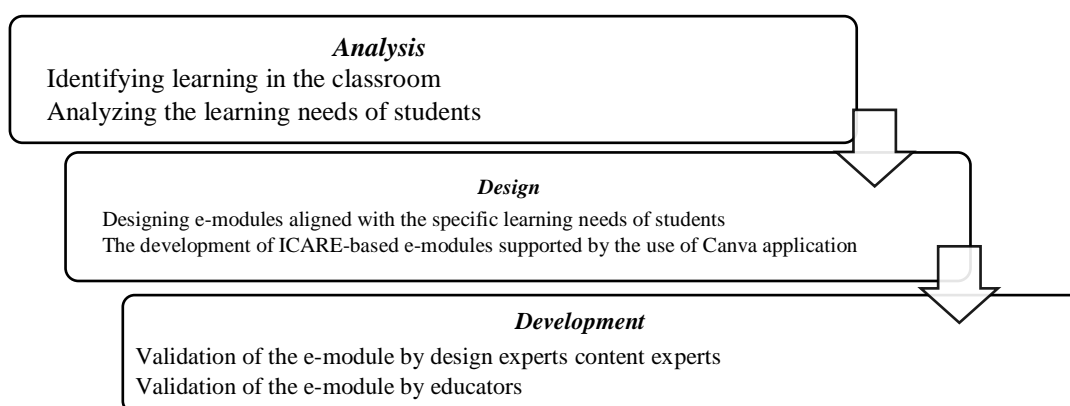 Analysis
Identifying learning in the classroom
Analyzing the learning needs of students
Design
Designing e-modules aligned with the specific learning needs of students
The development of ICARE-based e-modules supported by the use of Canva application
Development
Validation of the e-module by design experts content experts
Validation of the e-module by educators